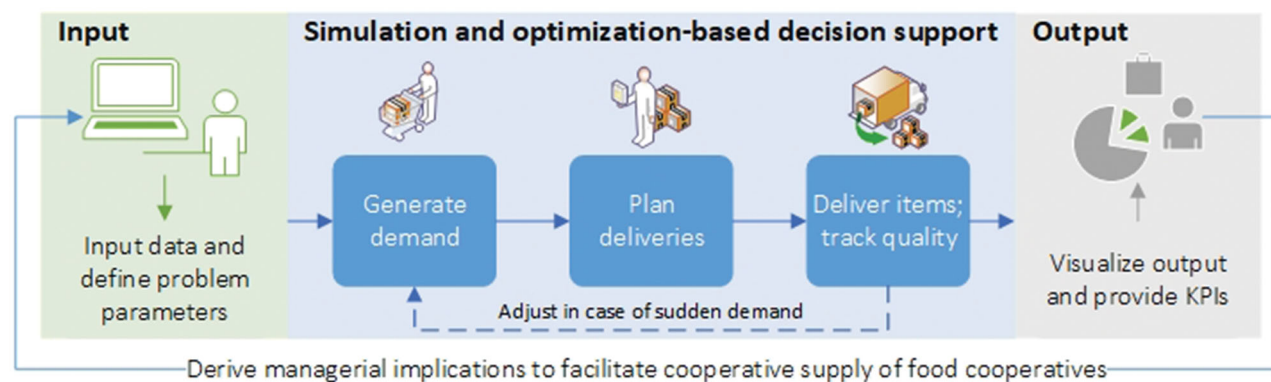 Input
Simulation and optimization-based decision support
Output
Input data and
define problem
parameters
Generate
demand
Plan
deliveries
Deliver items;
track quality
Adjust in case of sudden demand
Visualize output
and provide KPIs
Derive managerial implications to facilitate cooperative supply of food cooperatives